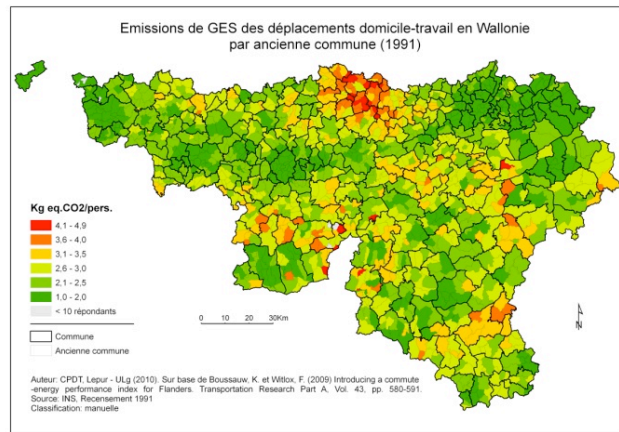 Emissions de GES des déplacements domicile-travail en Wallonie
par ancienne commune (1991)
Kg eq.CO2/pers.
4,1 - 4,9
3,6 - 4,0
3,1 - 3,5
2,6 - 3,0
2,1 - 2,5
1,0 - 2,0
< 10 répondants
Commune
Ancienne commune
0 15 30Km
N
Auteur: CPDT, Lepur - ULg (2010). Sur base de Boussauw, K. et Witlox, F. (2009) Introducing a commute
-energy performance index for Flanders. Transportation Research Part A, Vol. 43, pp. 580-591.
Source: INS, Recensement 1991
Classification: manuelle